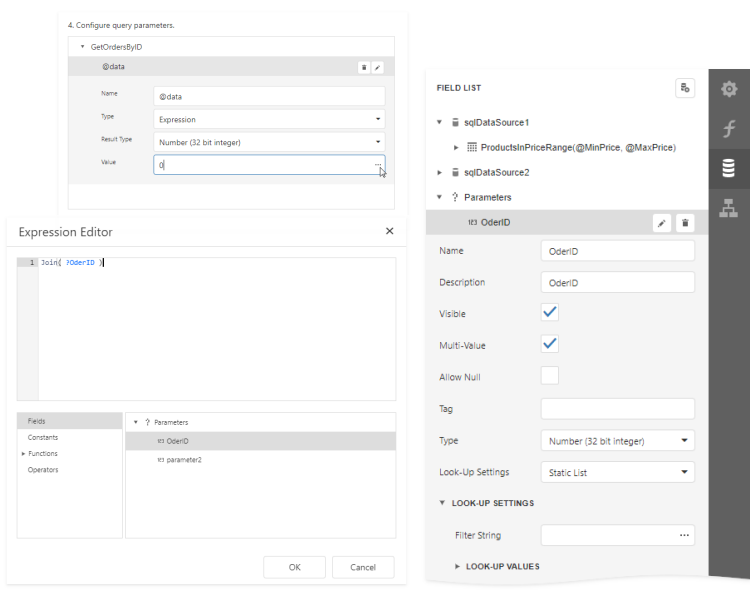 4. Configure query parameters.
GetOrdersByID
@data
Name @data
Type Expression
Result Type Number (32 bit integer)
Value 0
Expression Editor
1 Join( ?OderID )
Fields
Constants
Functions
Operators
Parameters
123 OderID
123 parameter2
OK Cancel
FIELD LIST
sqlDataSource1
ProductsInPriceRange(@MinPrice, @MaxPrice)
sqlDataSource2
? Parameters
123 OderID
Name OderID
Description OderID
Visible
Multi-Value
Allow Null
Tag
Type Number (32 bit integer)
Look-Up Settings Static List
LOOK-UP SETTINGS
Filter String ...
LOOK-UP VALUES